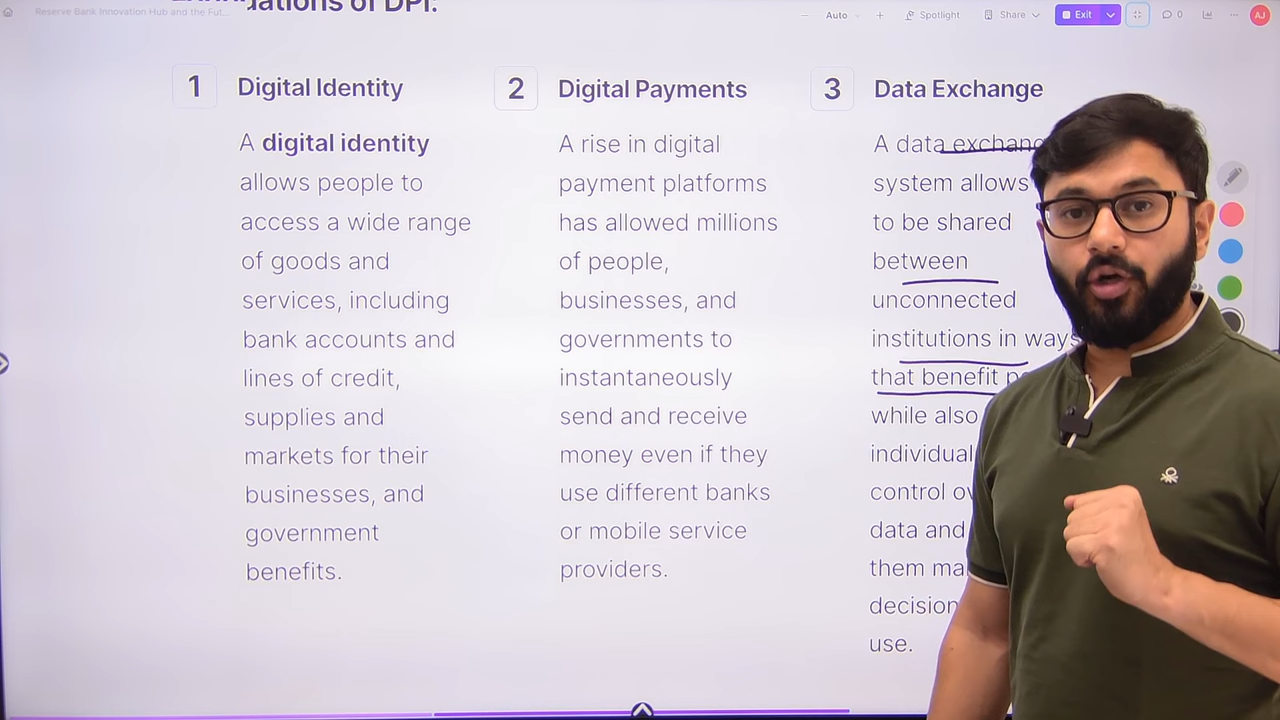 Reserve Bank Innovation Hub and the Fut...
Auto
Spotlight
Share
Exit
0
AJ
dations of DPI:
1
Digital Identity
A digital identity
allows people to
access a wide range
of goods and
services, including
bank accounts and
lines of credit,
supplies and
markets for their
businesses, and
government
benefits.
2
Digital Payments
A rise in digital
payment platforms
has allowed millions
of people,
businesses, and
governments to
instantaneously
send and receive
money even if they
use different banks
or mobile service
providers.
3
Data Exchange
A data exchang
system allows
to be shared
between
unconnected
institutions in ways
that benefit
while also
individual
control
data and
them
decision
use.